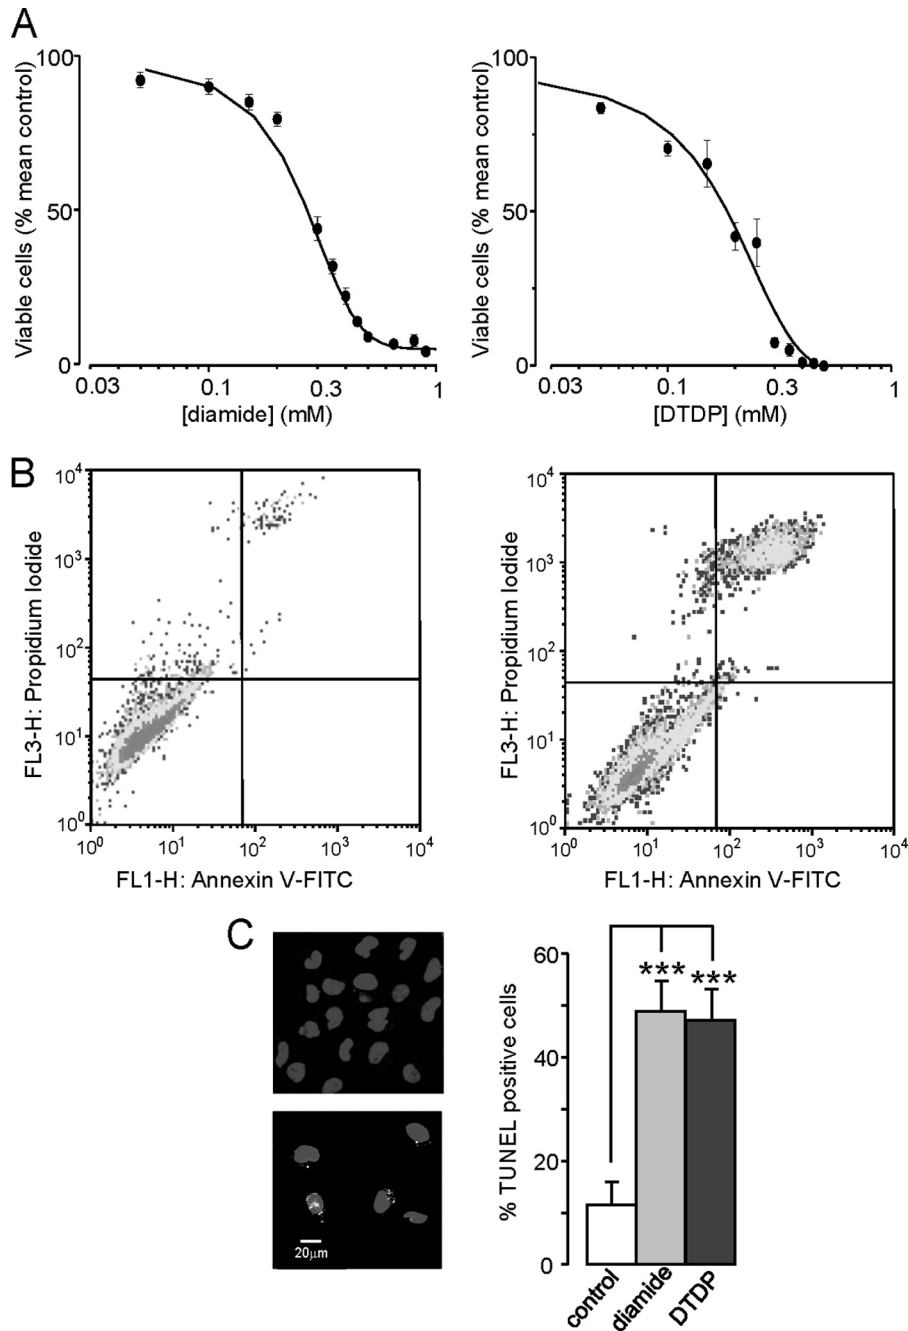 A
Viable cells (% mean control)
100
50
0
0.03
0.1
0.3
1
[diamide] (mM)
Viable cells (% mean control)
100
50
0
0.03
0.1
0.3
1
[DTDP] (mM)
B
FL3-H: Propidium Iodide
10⁴
10³
10²
10¹
10⁰
10⁰
10¹
10²
10³
10⁴
FL1-H: Annexin V-FITC
FL3-H: Propidium Iodide
10⁴
10³
10²
10¹
10⁰
10⁰
10¹
10²
10³
10⁴
FL1-H: Annexin V-FITC
C
20µm
% TUNEL positive cells
60
40
20
0
***
***
control
diamide
DTDP